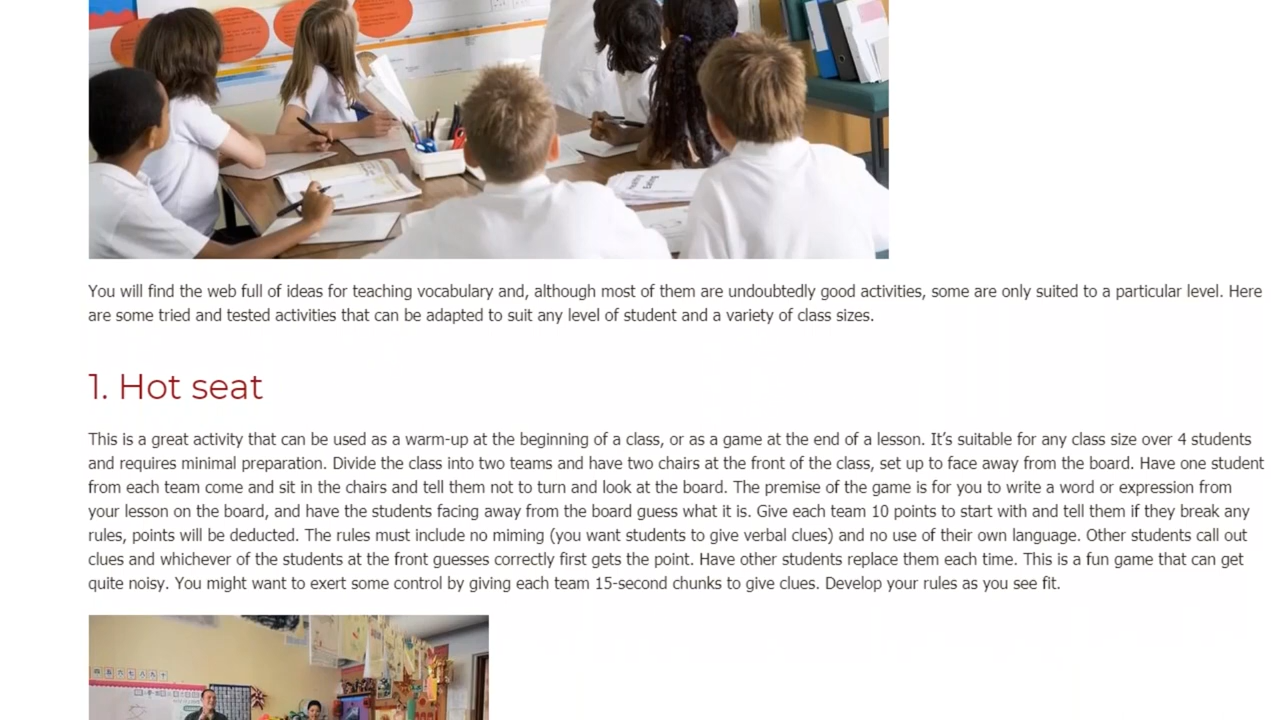 You will find the web full of ideas for teaching vocabulary and, although most of them are undoubtedly good activities, some are only suited to a particular level. Here
are some tried and tested activities that can be adapted to suit any level of student and a variety of class sizes.
1. Hot seat
This is a great activity that can be used as a warm-up at the beginning of a class, or as a game at the end of a lesson. It’s suitable for any class size over 4 students
and requires minimal preparation. Divide the class into two teams and have two chairs at the front of the class, set up to face away from the board. Have one student
from each team come and sit in the chairs and tell them not to turn and look at the board. The premise of the game is for you to write a word or expression from
your lesson on the board, and have the students facing away from the board guess what it is. Give each team 10 points to start with and tell them if they break any
rules, points will be deducted. The rules must include no miming (you want students to give verbal clues) and no use of their own language. Other students call out
clues and whichever of the students at the front guesses correctly first gets the point. Have other students replace them each time. This is a fun game that can get
quite noisy. You might want to exert some control by giving each team 15-second chunks to give clues. Develop your rules as you see fit.